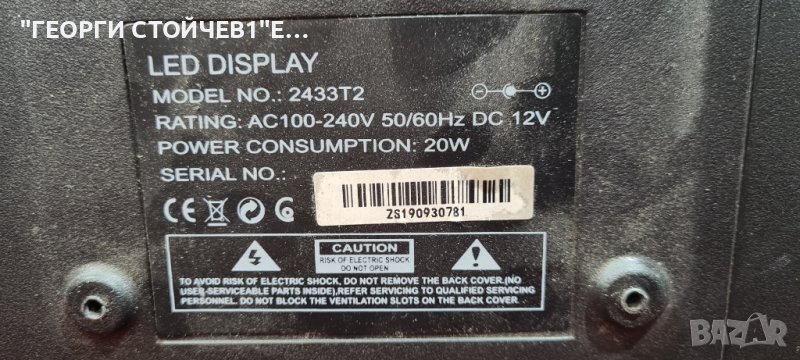 "ГЕОРГИ СТОЙЧЕВ1"Е...
LED DISPLAY
MODEL NO.: 2433T2
RATING: AC100-240V 50/60Hz DC 12V
POWER CONSUMPTION: 20W
SERIAL NO.:
ZS190930781
CE
CAUTION
RISK OF ELECTRIC SHOCK
DO NOT OPEN
TO AVOID RISK OF ELECTRIC SHOCK, DO NOT REMOVE THE BACK COVER.(NO
USER-SERVICEABLE PARTS INSIDE),REFER SERVICING TO QUALIFIED SERVICING
PERSONNEL. DO NOT BLOCK THE VENTILATION SLOTS ON THE BACK COVER.
BAZAR